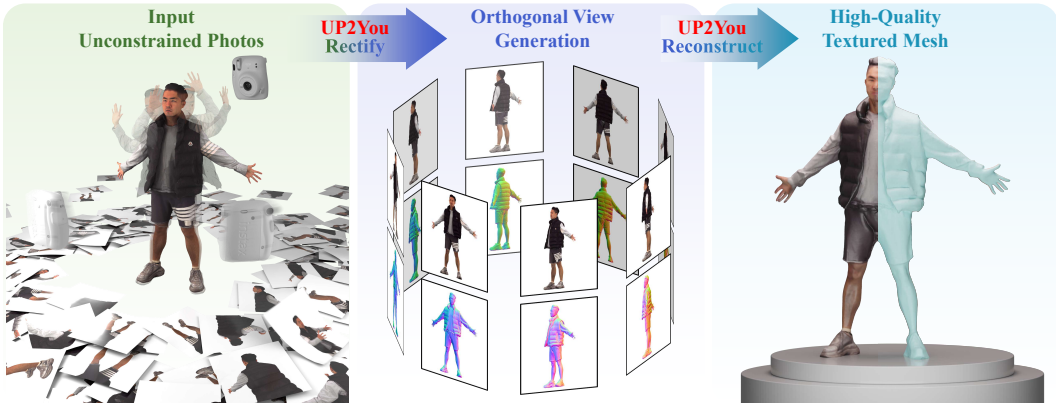 Input
Unconstrained Photos
UP2You
Rectify
Orthogonal View
Generation
UP2You
Reconstruct
High-Quality
Textured Mesh